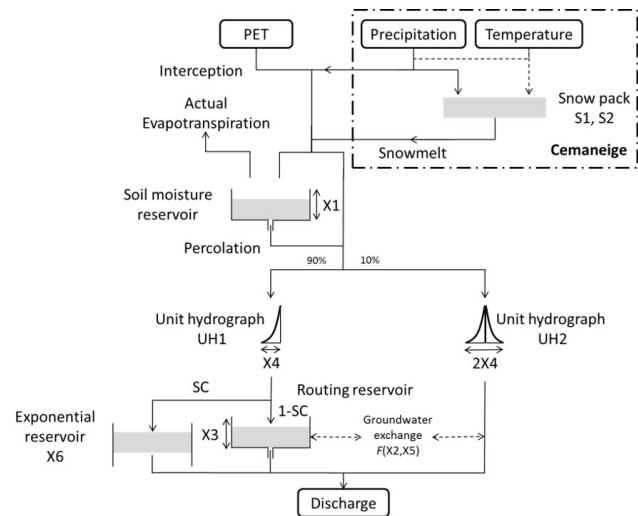 PET
Precipitation
Temperature
Interception
Actual
Evapotranspiration
Snow pack
S1, S2
Snowmelt
Cemaneige
Soil moisture
reservoir
X1
Percolation
90%
10%
Unit hydrograph
UH1
X4
Unit hydrograph
UH2
2X4
SC
Routing reservoir
1-SC
Exponential
reservoir
X6
X3
Groundwater
exchange
F(X2,X5)
Discharge